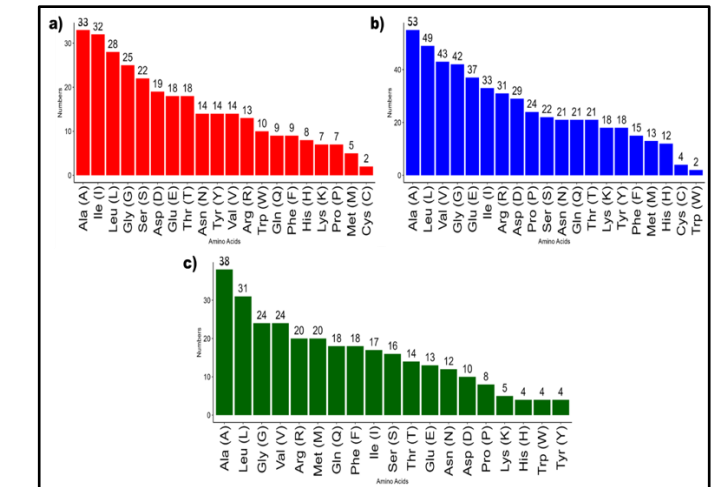 a)
33
32
28
25
22
19
18
18
14
14
14
13
10
9
9
8
7
7
5
2
Numbers
30
20
10
0
Ala (A)
Ile (I)
Leu (L)
Gly (G)
Ser (S)
Asp (D)
Glu (E)
Thr (T)
Asn (N)
Tyr (Y)
Val (V)
Arg (R)
Trp (W)
Gln (Q)
Phe (F)
His (H)
Lys (K)
Pro (P)
Met (M)
Cys (C)
Amino Acids
b)
53
49
43
42
37
33
31
29
24
22
21
21
21
18
18
15
13
12
4
2
Numbers
40
20
0
Ala (A)
Leu (L)
Val (V)
Gly (G)
Glu (E)
Ile (I)
Arg (R)
Asp (D)
Pro (P)
Ser (S)
Asn (N)
Gln (Q)
Thr (T)
Lys (K)
Tyr (Y)
Phe (F)
Met (M)
His (H)
Cys (C)
Trp (W)
Amino Acids
c)
38
31
24
24
20
20
18
18
17
16
14
13
12
10
8
5
4
4
4
Numbers
30
20
10
0
Ala (A)
Leu (L)
Gly (G)
Val (V)
Arg (R)
Met (M)
Gln (Q)
Phe (F)
Ile (I)
Ser (S)
Thr (T)
Glu (E)
Asn (N)
Asp (D)
Pro (P)
Lys (K)
His (H)
Trp (W)
Tyr (Y)
Amino Acids